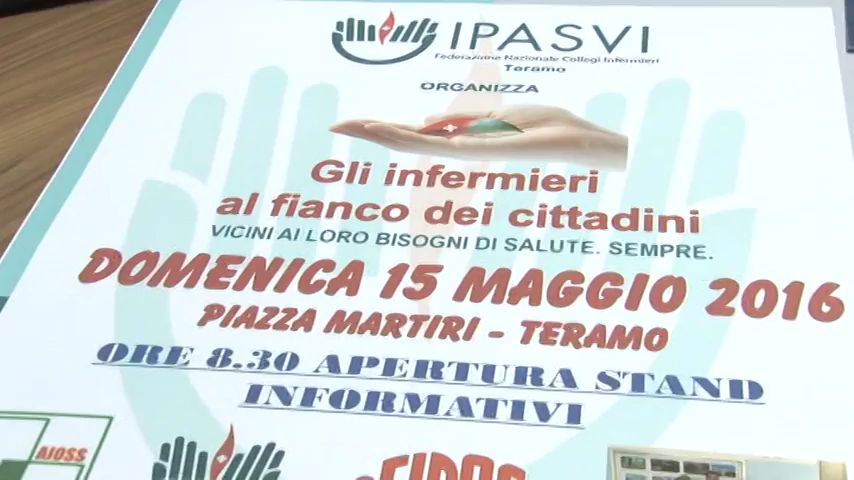 IPASVI
Federazione Nazionale Collegi Infermieri
Teramo
ORGANIZZA
Gli infermieri
al fianco dei cittadini
VICINI AI LORO BISOGNI DI SALUTE. SEMPRE.
DOMENICA 15 MAGGIO 2016
PIAZZA MARTIRI - TERAMO
ORE 8.30 APERTURA STAND
INFORMATIVI
AIOSS